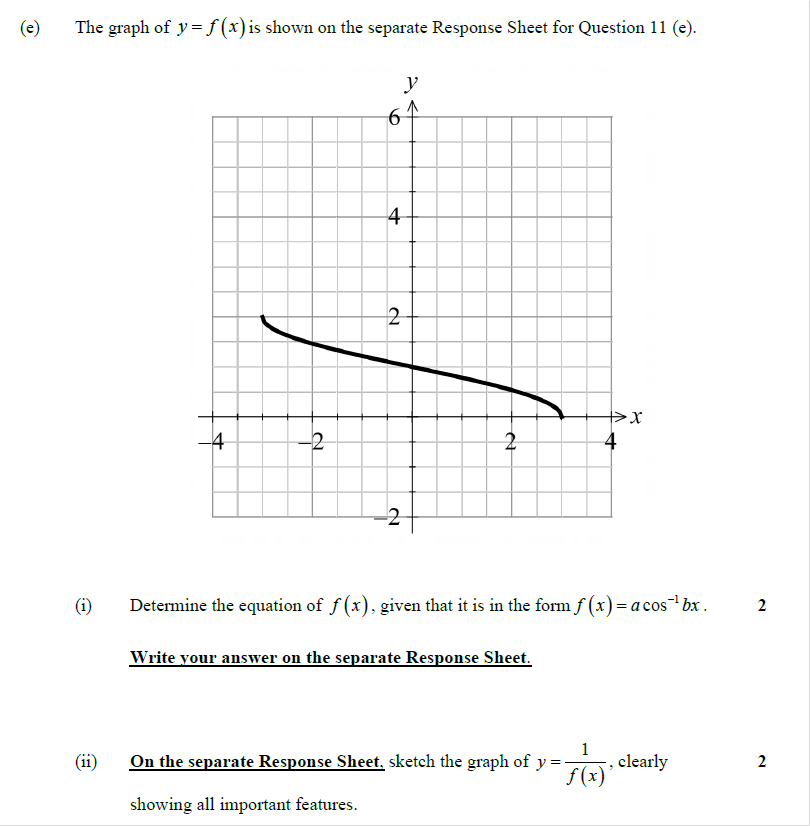 (e) The graph of y = f(x) is shown on the separate Response Sheet for Question 11 (e).
y
6
4
2
x
−4 −2 2 4
−2
(i) Determine the equation of f(x), given that it is in the form f(x) = a cos⁻¹ bx. 2
Write your answer on the separate Response Sheet.
(ii) On the separate Response Sheet, sketch the graph of y = 1/f(x), clearly 2
showing all important features.